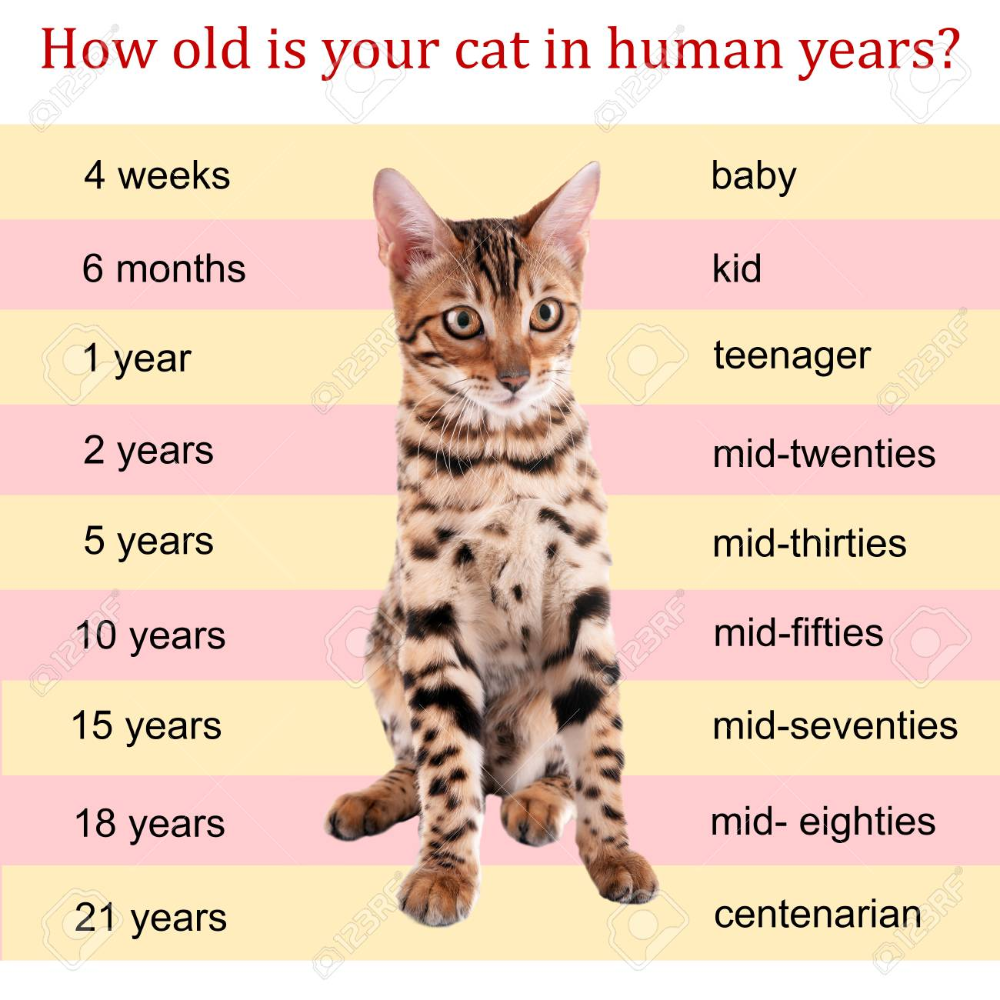 How old is your cat in human years?
4 weeks baby
6 months kid
1 year teenager
2 years mid-twenties
5 years mid-thirties
10 years mid-fifties
15 years mid-seventies
18 years mid- eighties
21 years centenarian
123RF